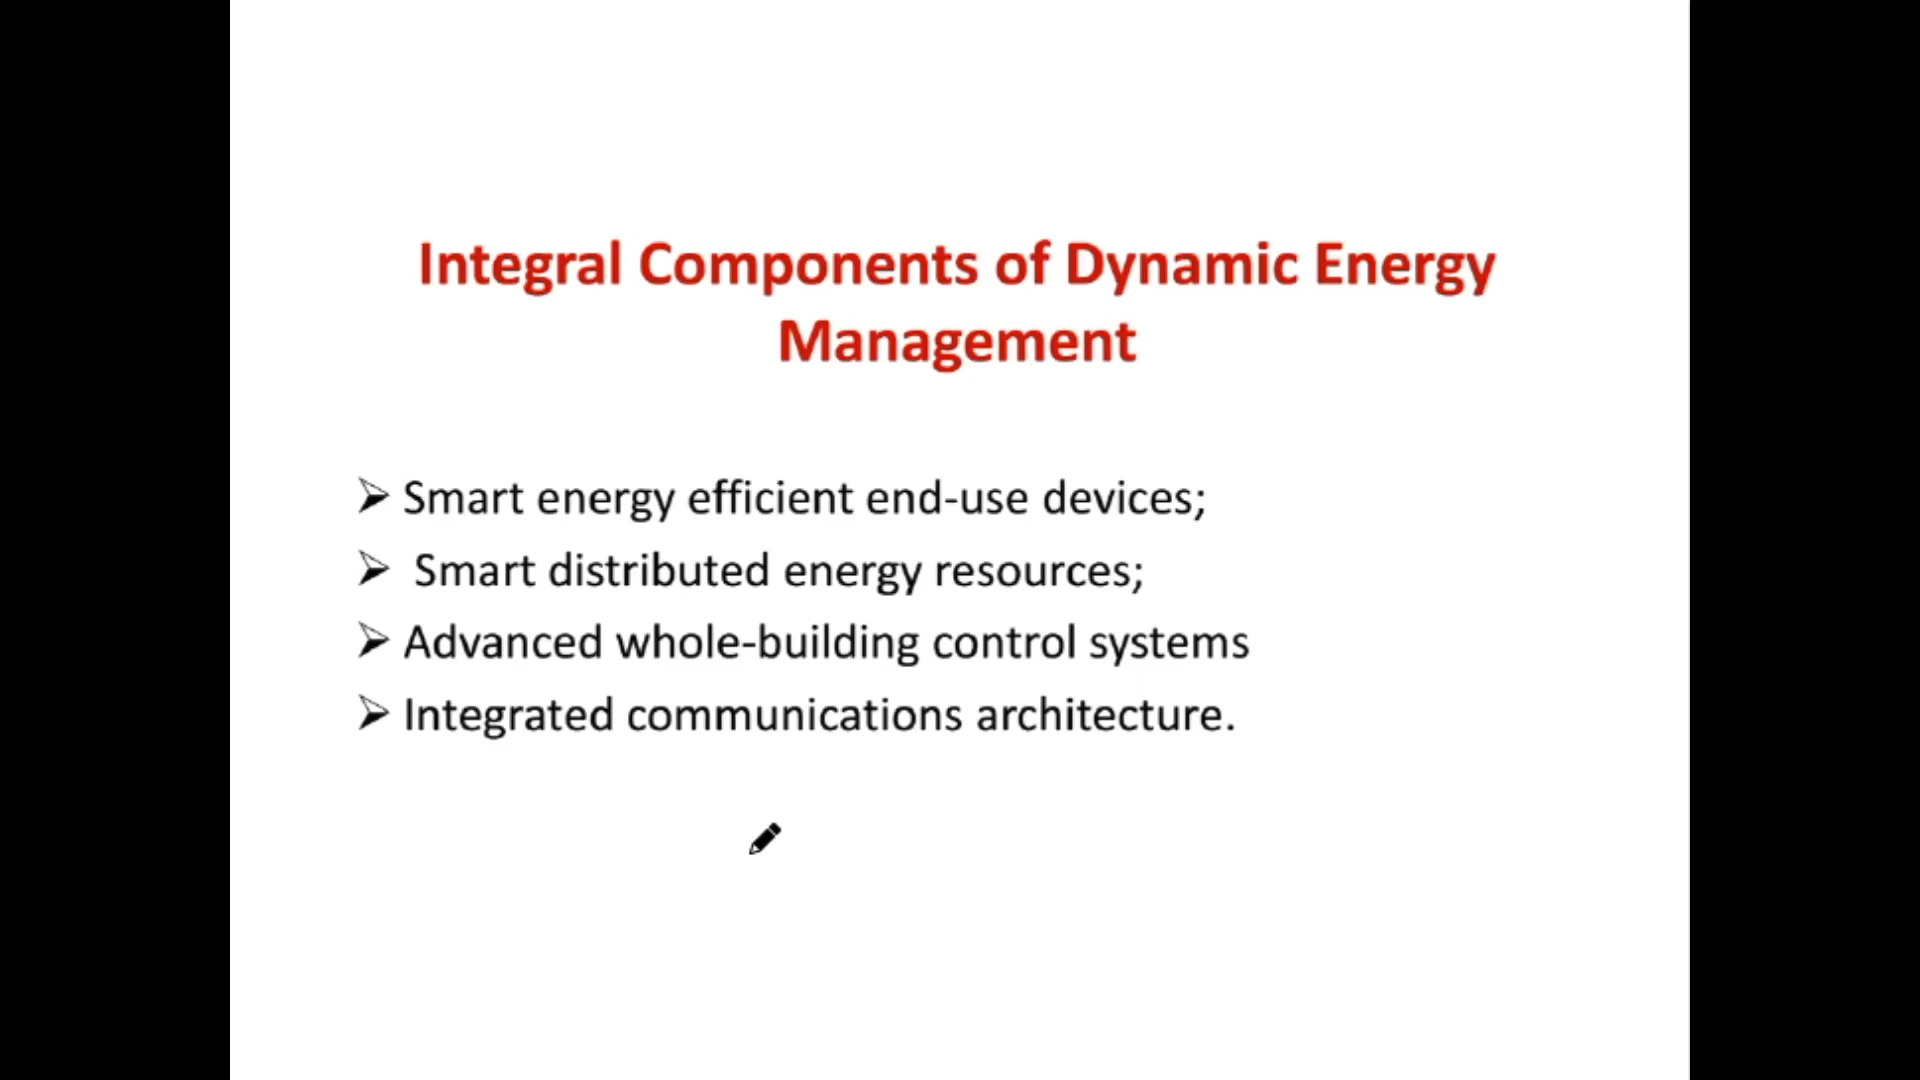 Integral Components of Dynamic Energy
Management
➢ Smart energy efficient end-use devices;
➢ Smart distributed energy resources;
➢ Advanced whole-building control systems
➢ Integrated communications architecture.